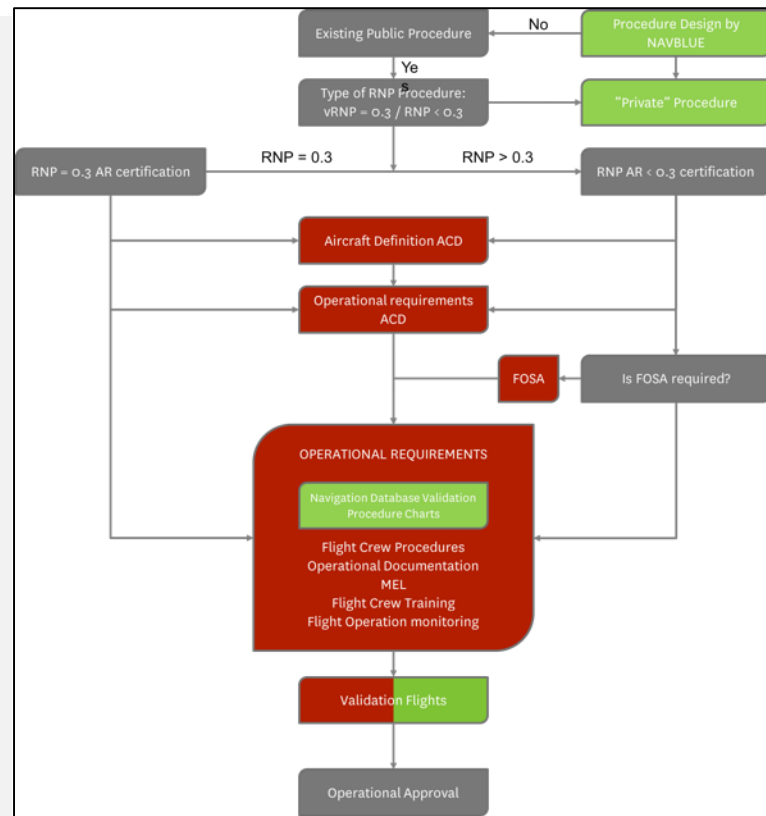 Existing Public Procedure
No
Procedure Design by
NAVBLUE
Ye
s
Type of RNP Procedure:
vRNP = 0.3 / RNP < 0.3
"Private" Procedure
RNP = 0.3 AR certification
RNP = 0.3
RNP > 0.3
RNP AR < 0.3 certification
Aircraft Definition ACD
Operational requirements
ACD
FOSA
Is FOSA required?
OPERATIONAL REQUIREMENTS
Navigation Database Validation
Procedure Charts
Flight Crew Procedures
Operational Documentation
MEL
Flight Crew Training
Flight Operation monitoring
Validation Flights
Operational Approval